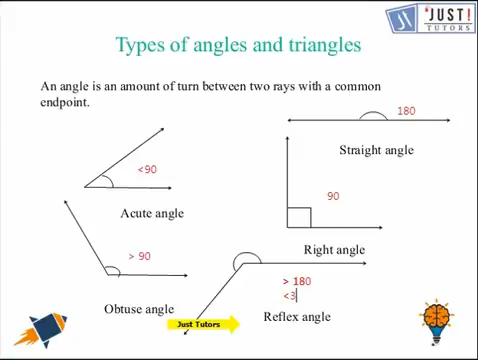 'JUST!
TUTORS
Types of angles and triangles
An angle is an amount of turn between two rays with a common
endpoint.
180
Straight angle
<90
Acute angle
90
Right angle
> 90
Obtuse angle
> 180
<3
Reflex angle
Just Tutors